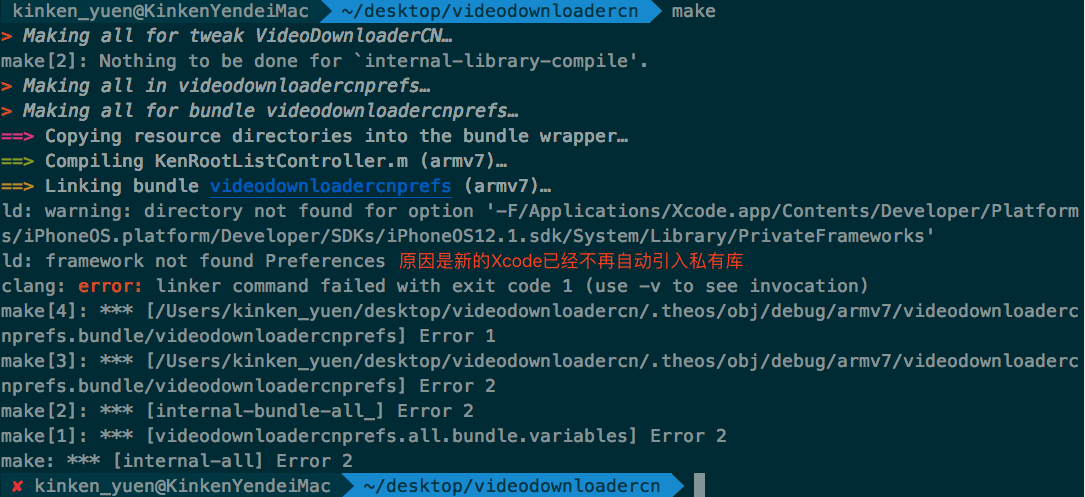 kinken_yuen@KinkenYendeiMac ~/desktop/videodownloadercn make
> Making all for tweak VideoDownloaderCN…
make[2]: Nothing to be done for `internal-library-compile'.
> Making all in videodownloadercnprefs…
> Making all for bundle videodownloadercnprefs…
==> Copying resource directories into the bundle wrapper…
==> Compiling KenRootListController.m (armv7)…
==> Linking bundle videodownloadercnprefs (armv7)…
ld: warning: directory not found for option '-F/Applications/Xcode.app/Contents/Developer/Platform
s/iPhoneOS.platform/Developer/SDKs/iPhoneOS12.1.sdk/System/Library/PrivateFrameworks'
ld: framework not found Preferences 原因是新的Xcode已经不再自动引入私有库
clang: error: linker command failed with exit code 1 (use -v to see invocation)
make[4]: *** [/Users/kinken_yuen/desktop/videodownloadercn/.theos/obj/debug/armv7/videodownloaderc
nprefs.bundle/videodownloadercnprefs] Error 1
make[3]: *** [/Users/kinken_yuen/desktop/videodownloadercn/.theos/obj/debug/armv7/videodownloaderc
nprefs.bundle/videodownloadercnprefs] Error 2
make[2]: *** [internal-bundle-all_] Error 2
make[1]: *** [videodownloadercnprefs.all.bundle.variables] Error 2
make: *** [internal-all] Error 2
✘ kinken_yuen@KinkenYendeiMac ~/desktop/videodownloadercn